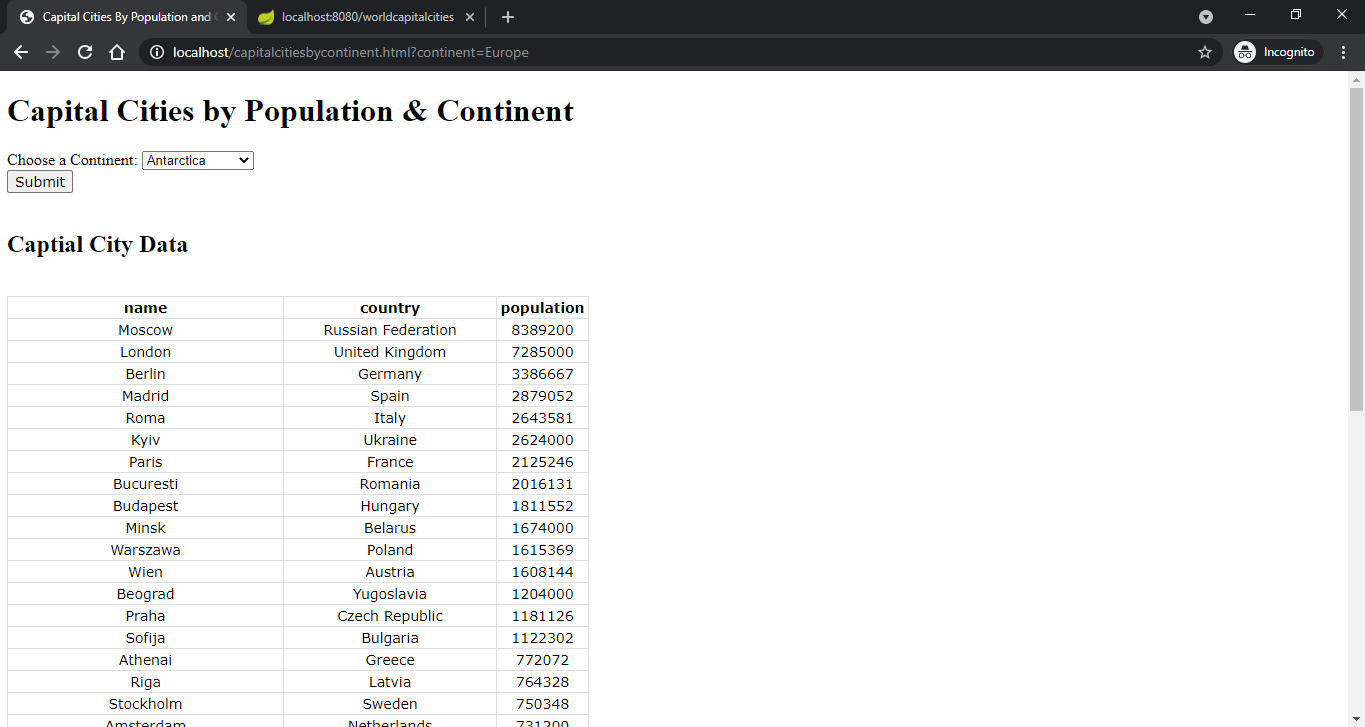 Capital Cities By Population and
localhost:8080/worldcapitalcities
localhost/capitalcitiesbycontinent.html?continent=Europe
Incognito
Capital Cities by Population & Continent
Choose a Continent: Antarctica
Submit
Captial City Data
name country population
Moscow Russian Federation 8389200
London United Kingdom 7285000
Berlin Germany 3386667
Madrid Spain 2879052
Roma Italy 2643581
Kyiv Ukraine 2624000
Paris France 2125246
Bucuresti Romania 2016131
Budapest Hungary 1811552
Minsk Belarus 1674000
Warszawa Poland 1615369
Wien Austria 1608144
Beograd Yugoslavia 1204000
Praha Czech Republic 1181126
Sofija Bulgaria 1122302
Athenai Greece 772072
Riga Latvia 764328
Stockholm Sweden 750348
Amsterdam Netherlands 731200